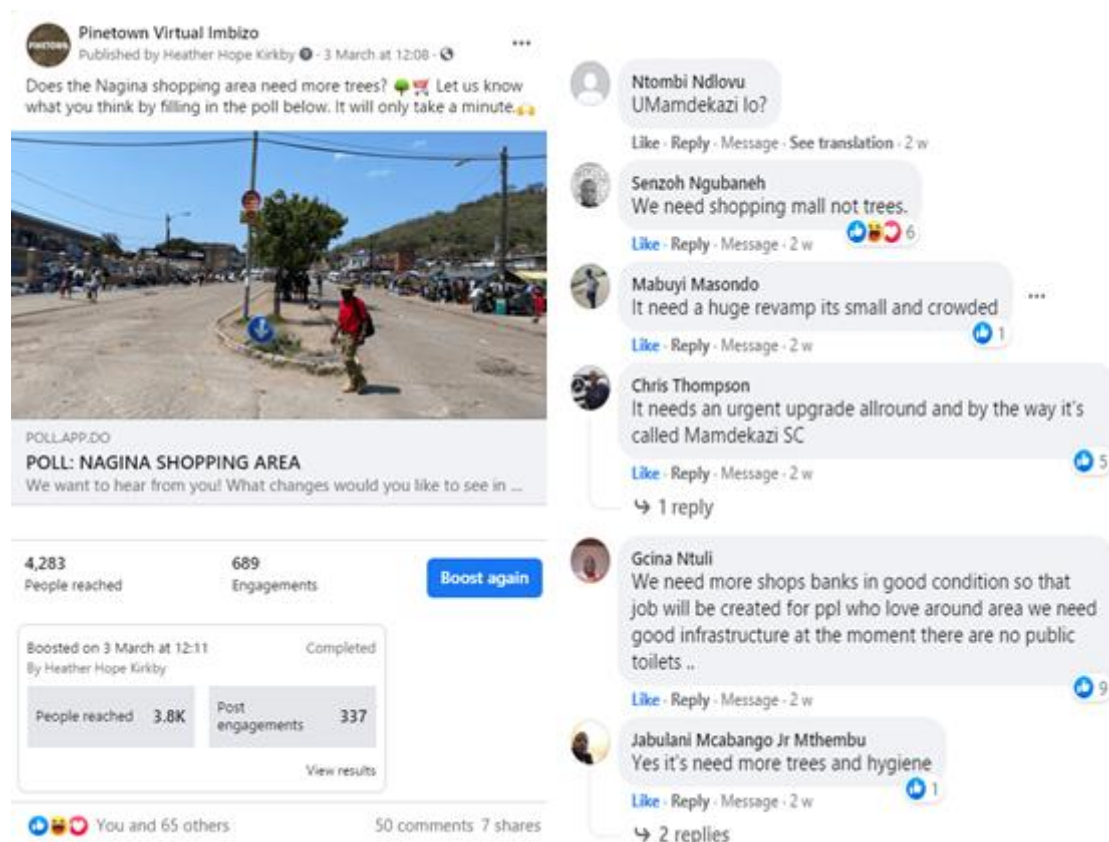 Pinetown Virtual Imbizo
Published by Heather Hope Kirkby · 3 March at 12:08 ·
Does the Nagina shopping area need more trees? 🌳🛒 Let us know
what you think by filling in the poll below. It will only take a minute.🙌
POLL.APP.DO
POLL: NAGINA SHOPPING AREA
We want to hear from you! What changes would you like to see in ...
4,283
People reached
689
Engagements
Boost again
Boosted on 3 March at 12:11
Completed
By Heather Hope Kirkby
People reached 3.8K
Post
engagements 337
View results
You and 65 others
50 comments 7 shares
Ntombi Ndlovu
UMamdekazi lo?
Like · Reply · Message · See translation · 2 w
Senzoh Ngubaneh
We need shopping mall not trees.
6
Like · Reply · Message · 2 w
Mabuyi Masondo
It need a huge revamp its small and crowded
1
Like · Reply · Message · 2 w
Chris Thompson
It needs an urgent upgrade allround and by the way it's
called Mamdekazi SC
5
Like · Reply · Message · 2 w
1 reply
Gcina Ntuli
We need more shops banks in good condition so that
job will be created for ppl who love around area we need
good infrastructure at the moment there are no public
toilets ..
9
Like · Reply · Message · 2 w
Jabulani Mcabango Jr Mthembu
Yes it's need more trees and hygiene
1
Like · Reply · Message · 2 w
2 replies